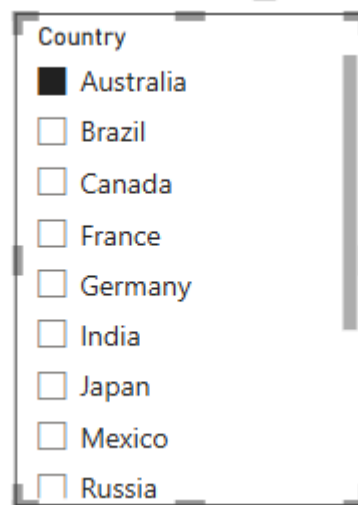 Country
Australia
Brazil
Canada
France
Germany
India
Japan
Mexico
Russia